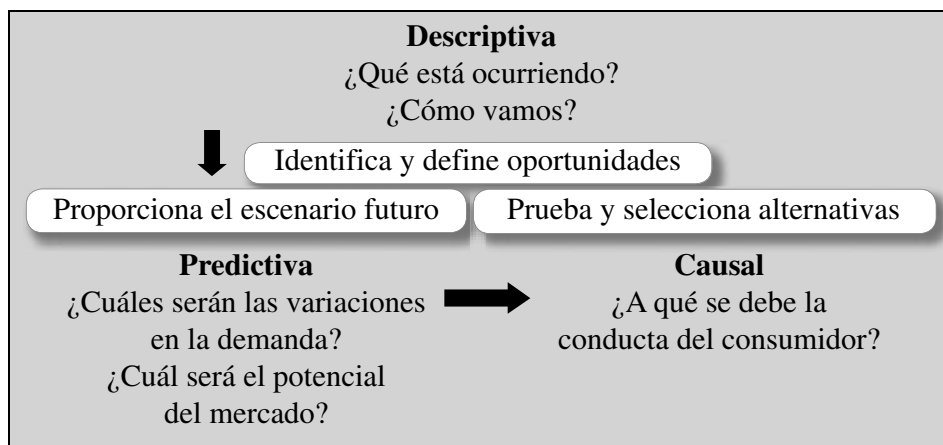 Descriptiva
¿Qué está ocurriendo?
¿Cómo vamos?
Identifica y define oportunidades
Proporciona el escenario futuro
Prueba y selecciona alternativas
Predictiva
¿Cuáles serán las variaciones
en la demanda?
¿Cuál será el potencial
del mercado?
Causal
¿A qué se debe la
conducta del consumidor?